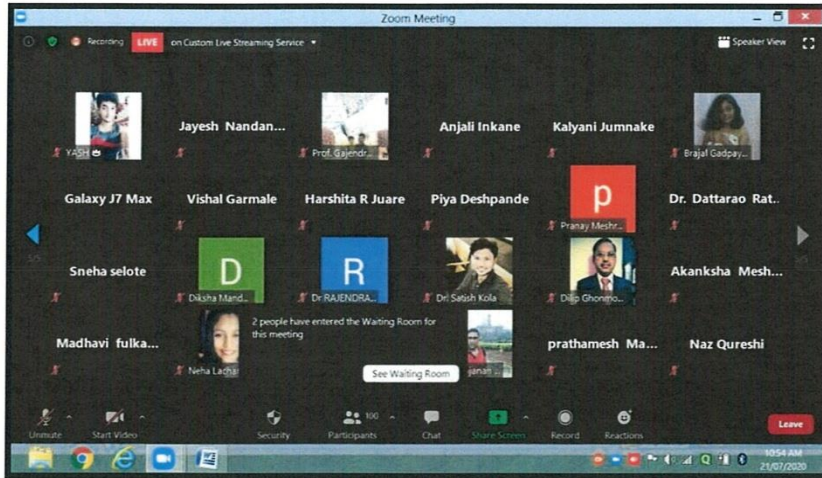 Zoom Meeting
Recording LIVE on Custom Live Streaming Service
Speaker View
YASH
Jayesh Nandan...
Prof. Gajendr...
Anjali Inkane
Kalyani Jumnake
Brajal Gadpay...
Galaxy J7 Max
Vishal Garmale
Harshita R Juare
Piya Deshpande
p
Pranay Meshr...
Dr. Dattarao Rat..
5/5
Sneha selote
D
Diksha Mand...
R
Dr RAJENDRA...
Dr. Satish Kola
Dilip Ghonmo...
Akanksha Mesh...
Madhavi fulka...
Neha Lachar
2 people have entered the Waiting Room for
this meeting
See Waiting Room
janan ...
prathamesh Ma...
Naz Qureshi
Unmute
Start Video
Security
Participants
100
Chat
Share Screen
Record
Reactions
Leave
10:54 AM
21/07/2020